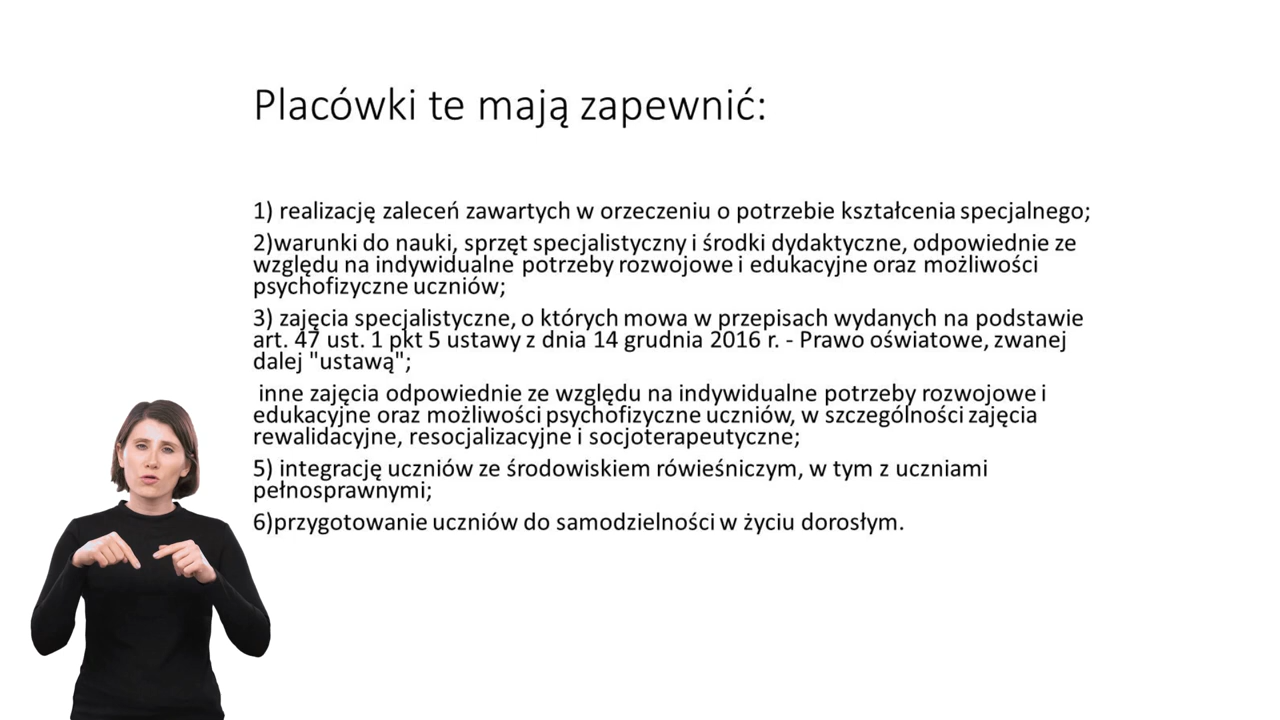 Placówki te mają zapewnić:
1) realizację zaleceń zawartych w orzeczeniu o potrzebie kształcenia specjalnego;
2)warunki do nauki, sprzęt specjalistyczny i środki dydaktyczne, odpowiednie ze
względu na indywidualne potrzeby rozwojowe i edukacyjne oraz możliwości
psychofizyczne uczniów;
3) zajęcia specjalistyczne, o których mowa w przepisach wydanych na podstawie
art. 47 ust. 1 pkt 5 ustawy z dnia 14 grudnia 2016 r. - Prawo oświatowe, zwanej
dalej "ustawą";
inne zajęcia odpowiednie ze względu na indywidualne potrzeby rozwojowe i
edukacyjne oraz możliwości psychofizyczne uczniów, w szczególności zajęcia
rewalidacyjne, resocjalizacyjne i socjoterapeutyczne;
5) integrację uczniów ze środowiskiem rówieśniczym, w tym z uczniami
pełnosprawnymi;
6)przygotowanie uczniów do samodzielności w życiu dorosłym.